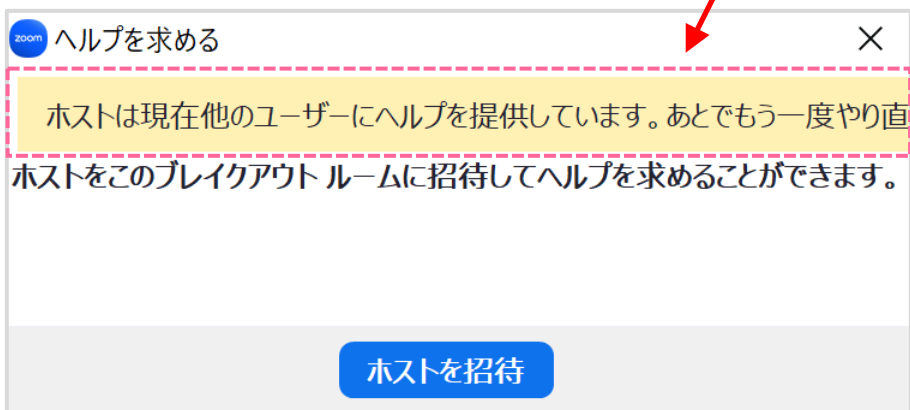 zoom ヘルプを求める
ホストは現在他のユーザーにヘルプを提供しています。あとでもう一度やり直
ホストをこのブレイクアウト ルームに招待してヘルプを求めることができます。
ホストを招待